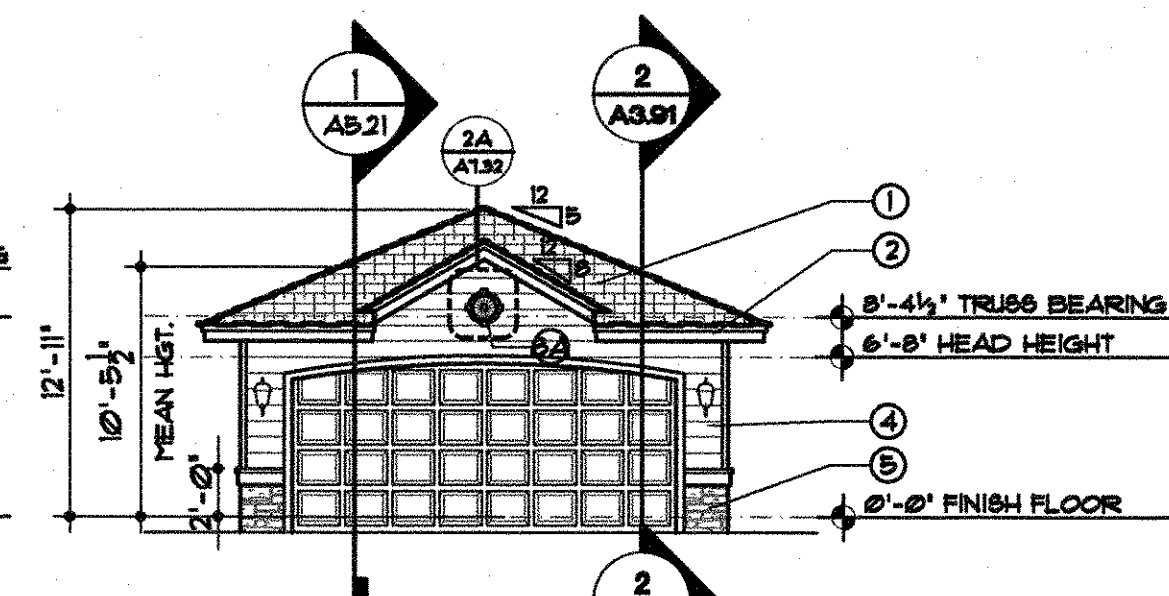 1
A5.21
2
A3.91
2A
A7.32
12
5
12
8
1
2
8'-4½" TRUSS BEARING
6'-8" HEAD HEIGHT
12'-11"
10'-5½"
MEAN HGT.
4
5
2'-0"
0'-0" FINISH FLOOR
2